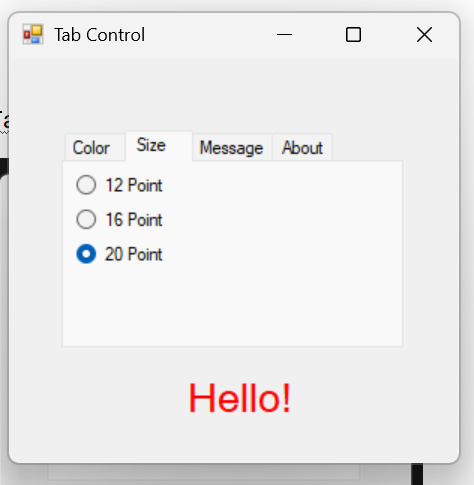 Tab Control
Color Size Message About
12 Point
16 Point
20 Point
Hello!